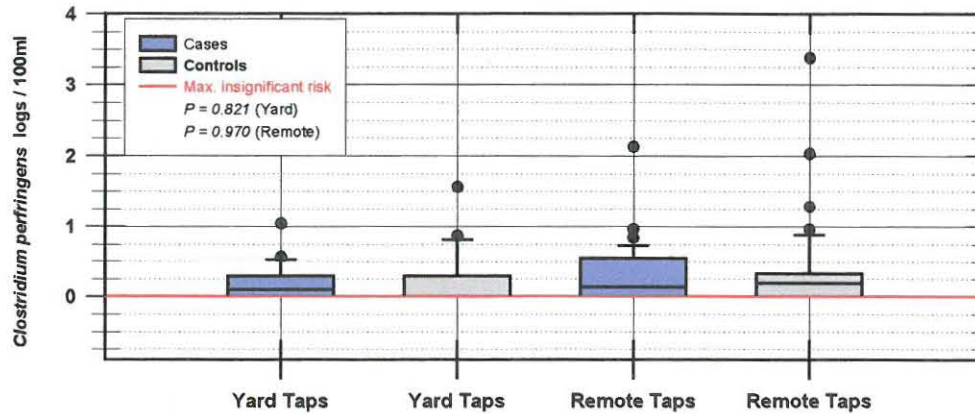 4
3
2
1
0
Clostridium perfringens logs / 100ml
Cases
Controls
Max. insignificant risk
P = 0.821 (Yard)
P = 0.970 (Remote)
Yard Taps Yard Taps Remote Taps Remote Taps